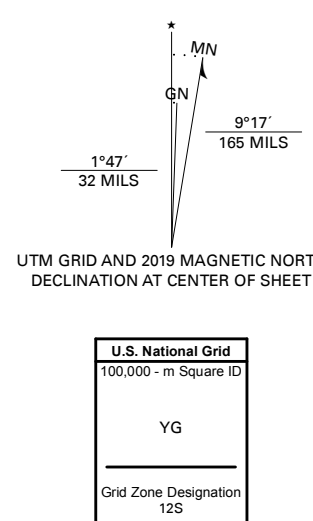 ★
MN
GN
9°17´
165 MILS
1°47´
32 MILS
UTM GRID AND 2019 MAGNETIC NORT
DECLINATION AT CENTER OF SHEET
U.S. National Grid
100,000 - m Square ID
YG
Grid Zone Designation
12S